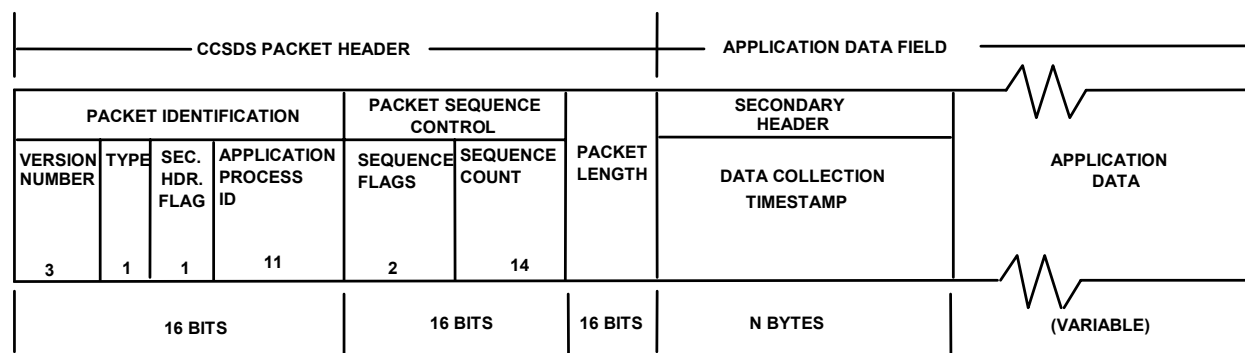 CCSDS PACKET HEADER
APPLICATION DATA FIELD
PACKET IDENTIFICATION
PACKET SEQUENCE
CONTROL
PACKET
LENGTH
SECONDARY
HEADER
APPLICATION
DATA
VERSION
NUMBER
3
TYPE
1
SEC.
HDR.
FLAG
1
APPLICATION
PROCESS
ID
11
SEQUENCE
FLAGS
2
SEQUENCE
COUNT
14
DATA COLLECTION
TIMESTAMP
16 BITS
16 BITS
16 BITS
N BYTES
(VARIABLE)